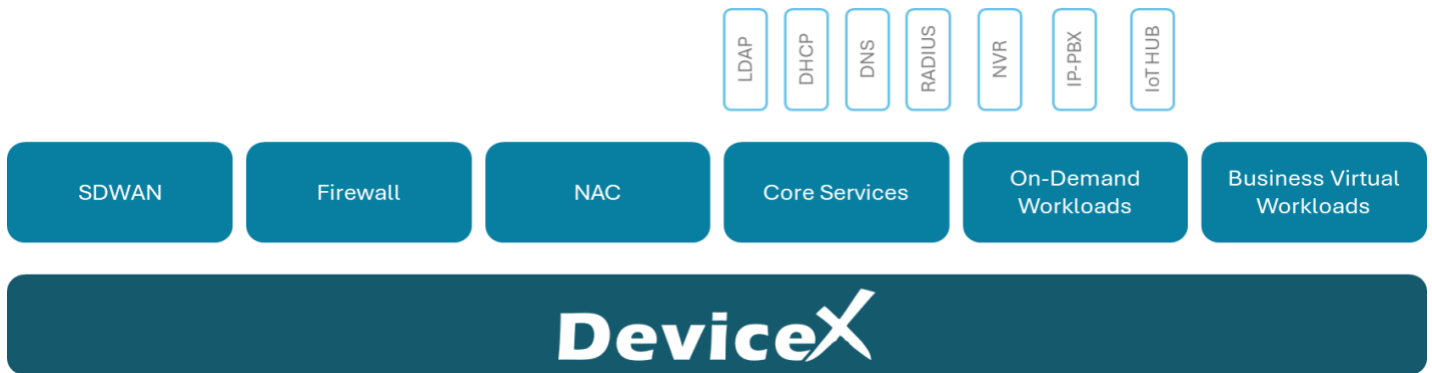 LDAP
DHCP
DNS
RADIUS
NVR
IP-PBX
IoT HUB
SDWAN
Firewall
NAC
Core Services
On-Demand
Workloads
Business Virtual
Workloads
DeviceX